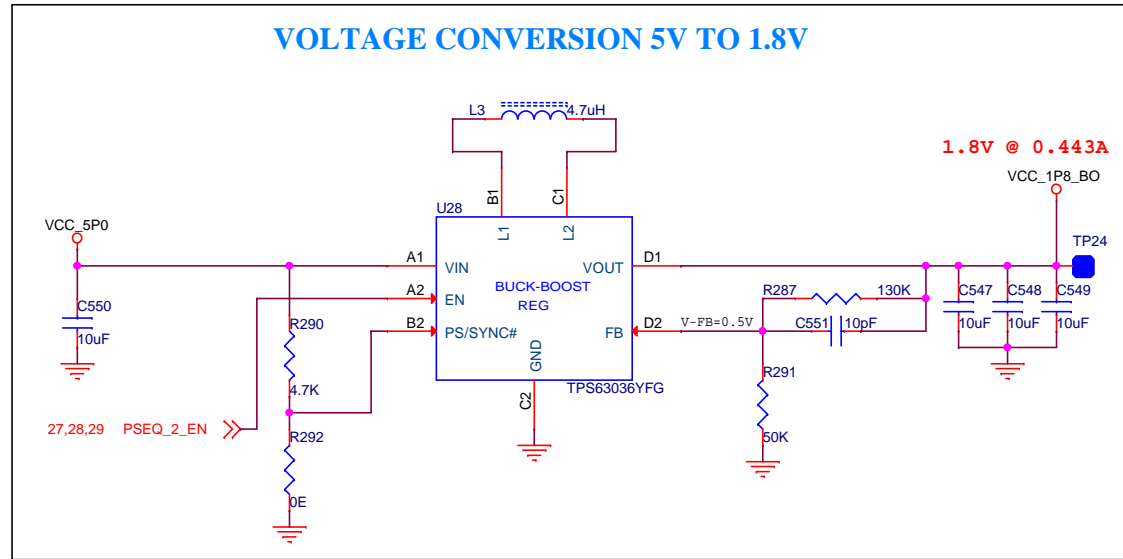 VOLTAGE CONVERSION 5V TO 1.8V
L3 4.7uH
1.8V @ 0.443A
VCC_1P8_BO
B1 C1
U28
VCC_5P0
L1 L2
TP24
A1 VIN VOUT D1
BUCK-BOOST
REG
C550
10uF
A2 EN
R287 130K
C547 C548 C549
10uF 10uF 10uF
R290
4.7K
B2 PS/SYNC#
FB D2 V-FB=0.5V
C551 10pF
GND
TPS63036YFG
C2
R291
50K
27,28,29 PSEQ_2_EN
R292
0E